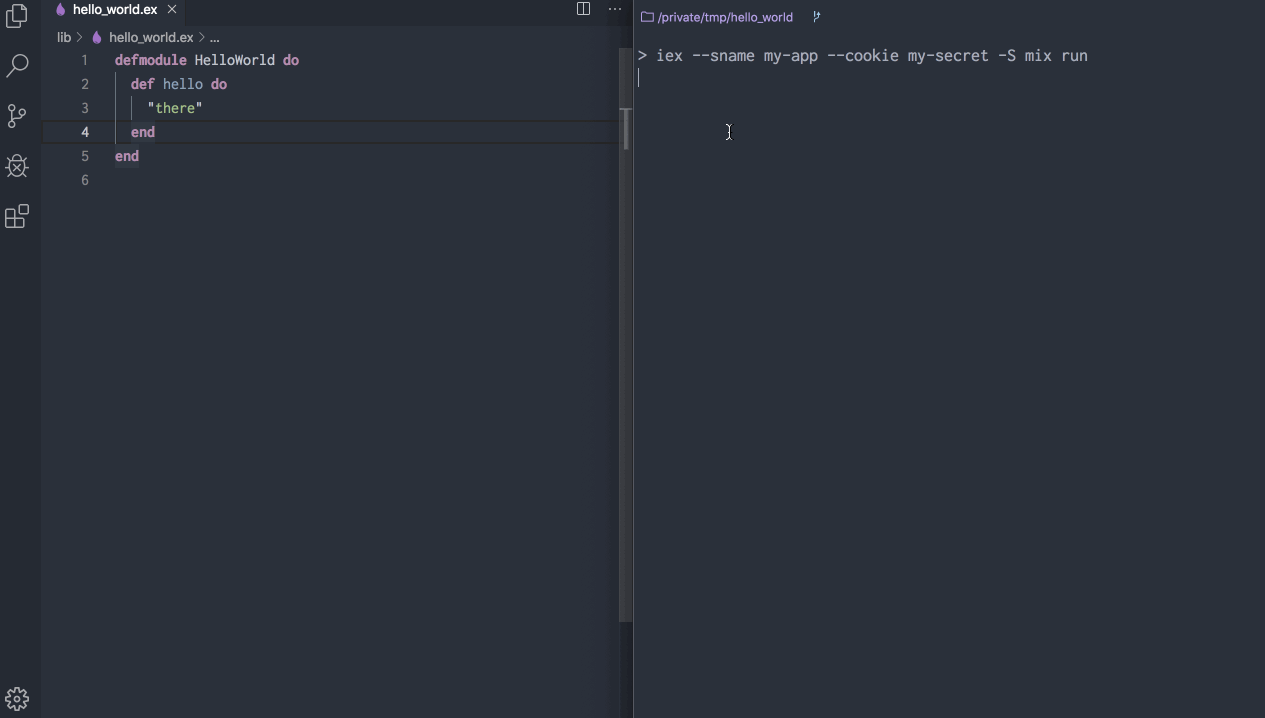 hello_world.ex
lib > hello_world.ex > ...
1 defmodule HelloWorld do
2 def hello do
3 "there"
4 end
5 end
6
/private/tmp/hello_world
> iex --sname my-app --cookie my-secret -S mix run